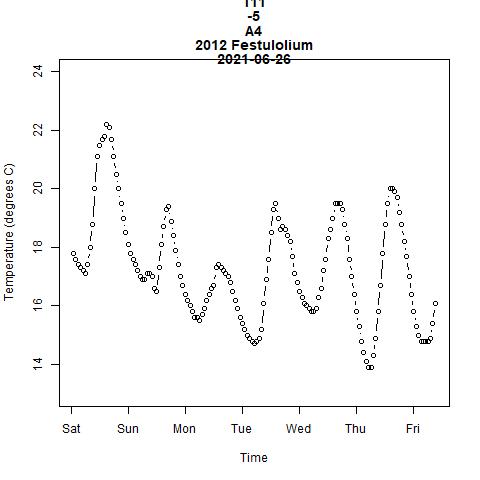 T11
-5
A4
2012 Festulolium
2021-06-26
Temperature (degrees C)
24
22
20
18
16
14
Sat Sun Mon Tue Wed Thu Fri
Time